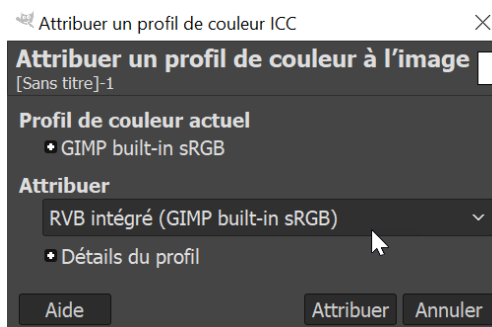 Attribuer un profil de couleur ICC
Attribuer un profil de couleur à l'image
[Sans titre]-1
Profil de couleur actuel
GIMP built-in sRGB
Attribuer
RVB intégré (GIMP built-in sRGB)
Détails du profil
Aide
Attribuer
Annuler